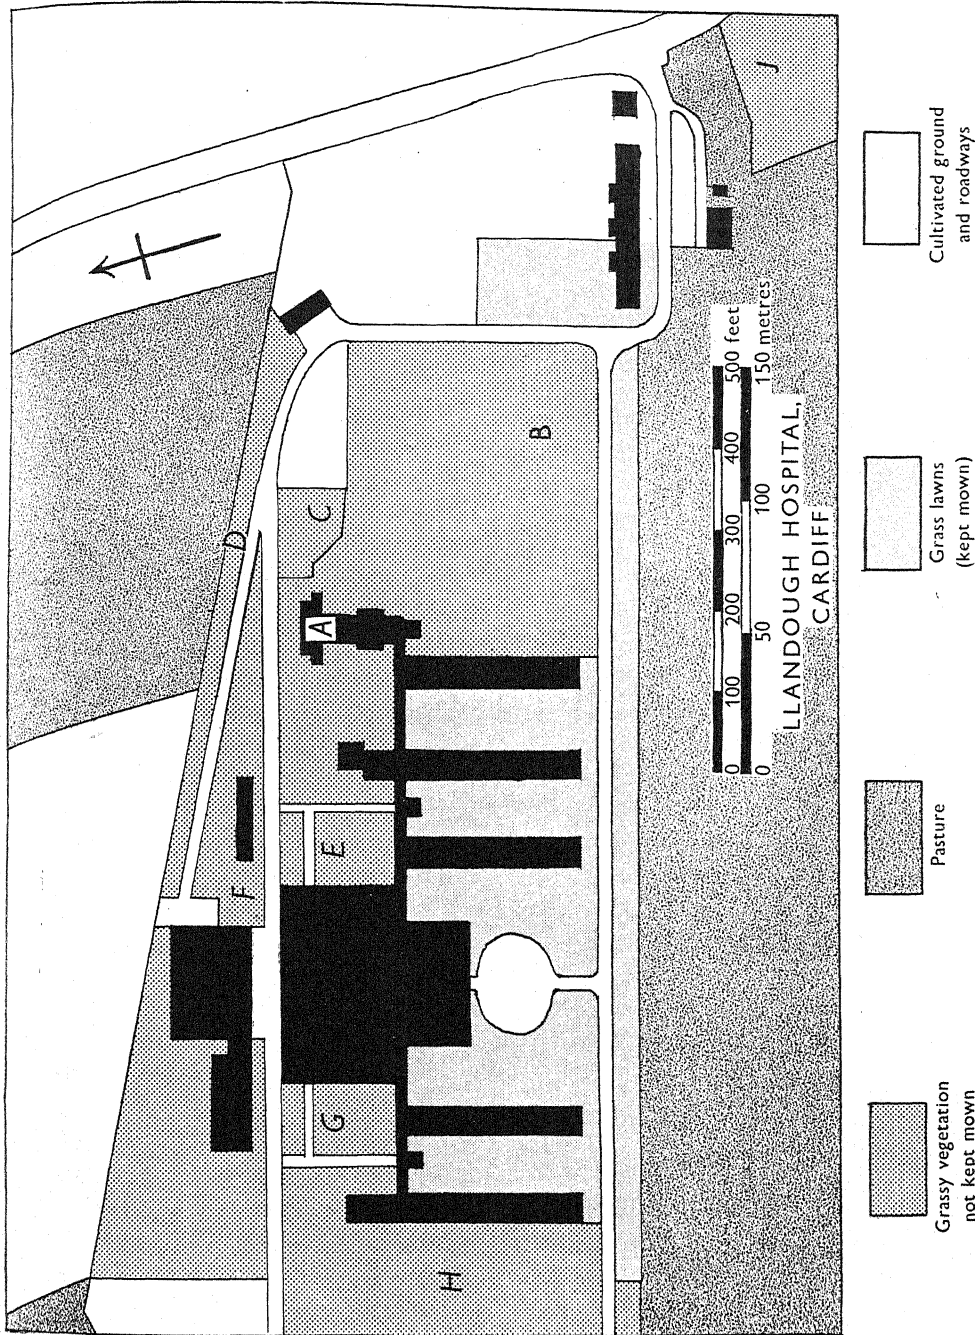 J
D
C
B
A
E
F
G
H
500 feet
400
300
200
100
0
150 metres
100
50
0
LLANDOUGH HOSPITAL,
CARDIFF
Grassy vegetation
not kept mown
Pasture
Grass lawns
(kept mown)
Cultivated ground
and roadways